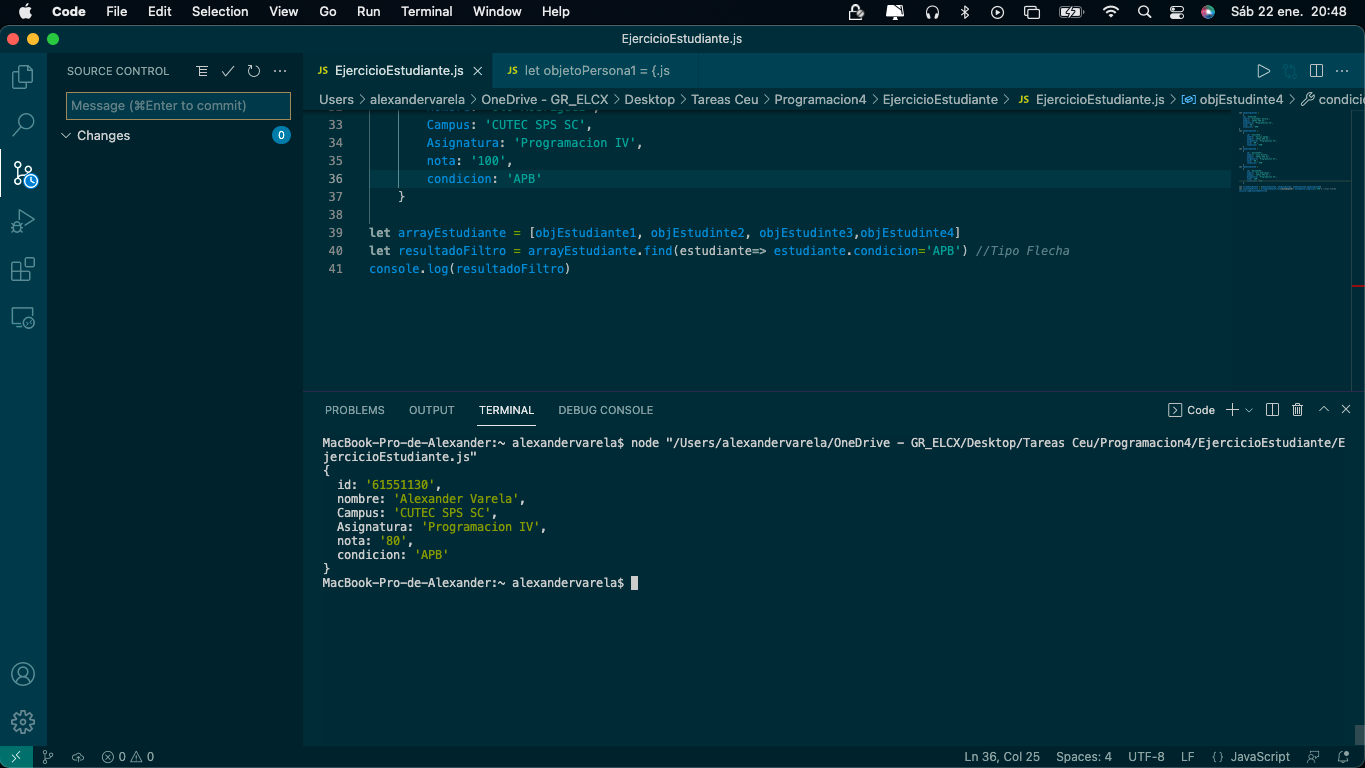 Code File Edit Selection View Go Run Terminal Window Help Sáb 22 ene. 20:48
EjercicioEstudiante.js
SOURCE CONTROL
JS EjercicioEstudiante.js JS let objetoPersona1 = {.js
Message (⌘Enter to commit)
Users > alexandervarela > OneDrive - GR_ELCX > Desktop > Tareas Ceu > Programacion4 > EjercicioEstudiante > JS EjercicioEstudiante.js > objEstudinte4 >
Changes 0
33 Campus: 'CUTEC SPS SC',
34 Asignatura: 'Programacion IV',
35 nota: '100',
36 condicion: 'APB'
37 }
38
39 let arrayEstudiante = [objEstudiante1, objEstudinte2, objEstudinte3,objEstudinte4]
40 let resultadoFiltro = arrayEstudiante.find(estudiante=> estudiante.condicion='APB') //Tipo Flecha
41 console.log(resultadoFiltro)
PROBLEMS OUTPUT TERMINAL DEBUG CONSOLE Code
MacBook-Pro-de-Alexander:~ alexandervarela$ node "/Users/alexandervarela/OneDrive - GR_ELCX/Desktop/Tareas Ceu/Programacion4/EjercicioEstudiante/E
jercicioEstudiante.js"
{
id: '61551130',
nombre: 'Alexander Varela',
Campus: 'CUTEC SPS SC',
Asignatura: 'Programacion IV',
nota: '80',
condicion: 'APB'
}
MacBook-Pro-de-Alexander:~ alexandervarela$
0 0 Ln 36, Col 25 Spaces: 4 UTF-8 LF {} JavaScript